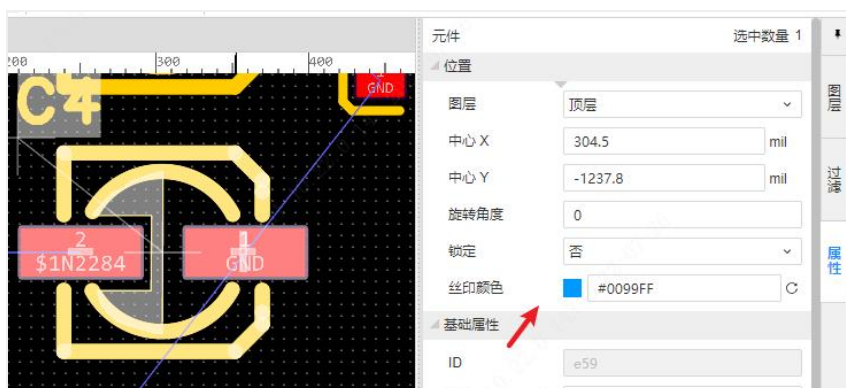 元件 选中数量 1
位置
图层 顶层
中心 X 304.5 mil
中心 Y -1237.8 mil
旋转角度 0
锁定 否
丝印颜色 #0099FF
基础属性
ID e59
图层
过滤
属性
300 400
C4
1
GND
2
$1N2284
1
GND